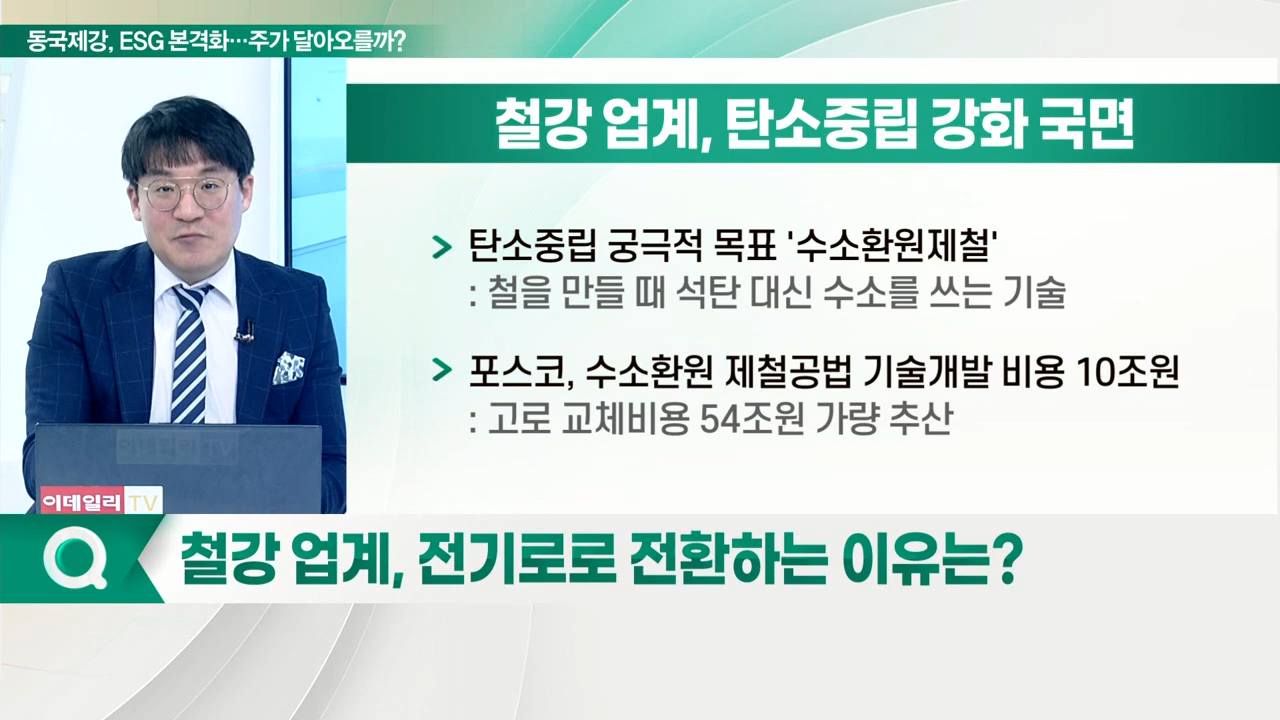 동국제강, ESG 본격화…주가 달아오를까?
철강 업계, 탄소중립 강화 국면
탄소중립 궁극적 목표 '수소환원제철'
: 철을 만들 때 석탄 대신 수소를 쓰는 기술
포스코, 수소환원 제철공법 기술개발 비용 10조원
: 고로 교체비용 54조원 가량 추산
이데일리TV
이데일리 TV
Q 철강 업계, 전기로로 전환하는 이유는?